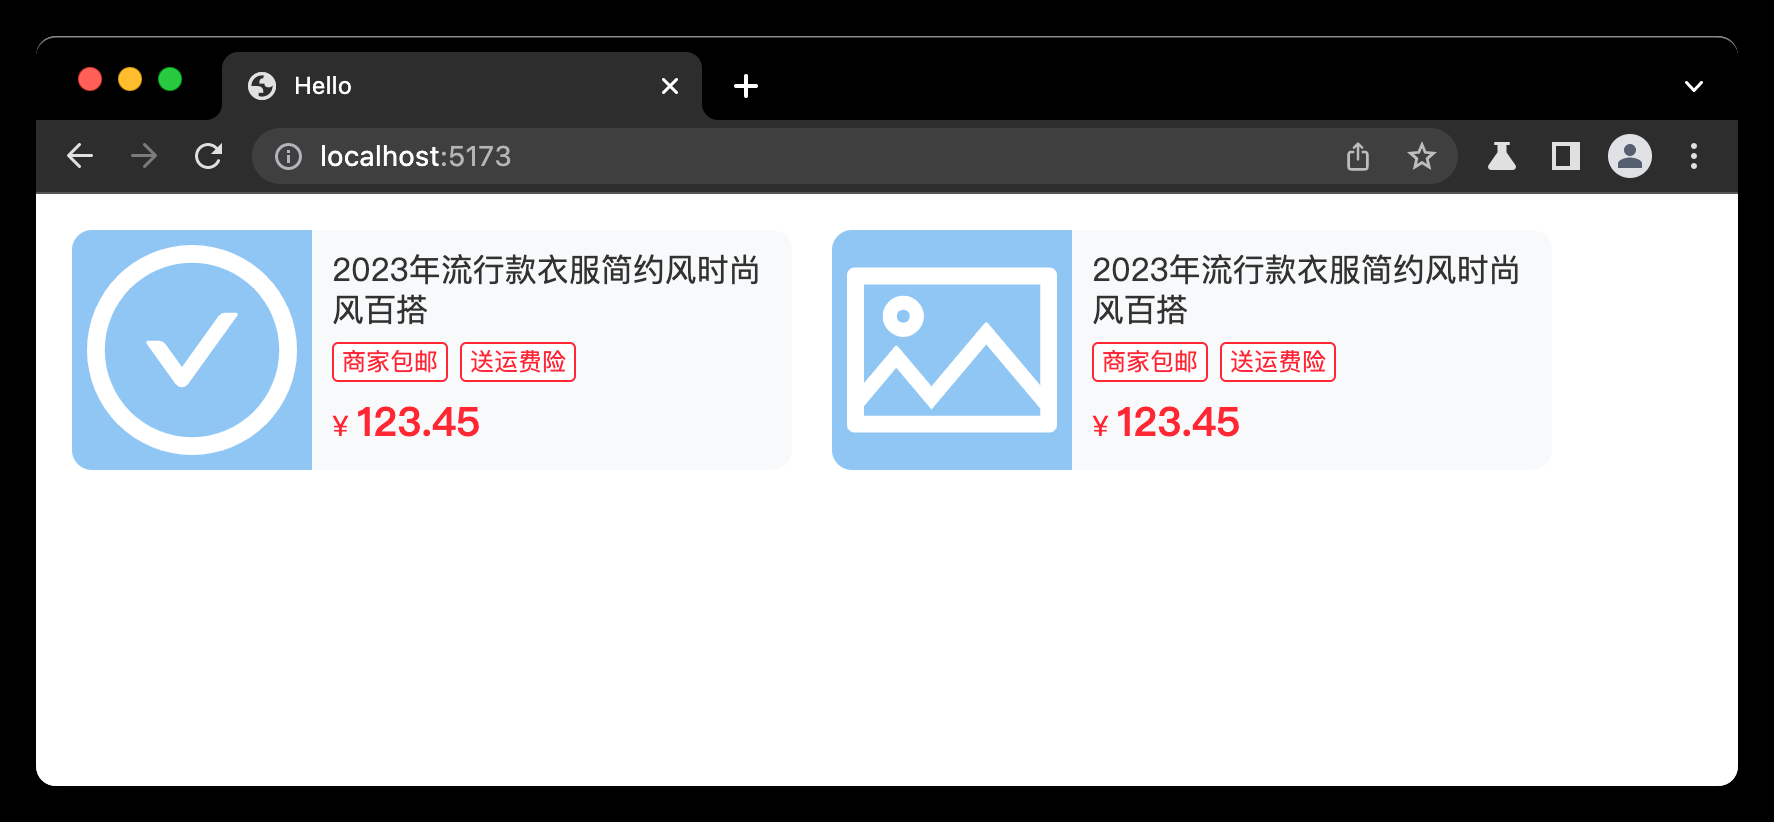 Hello
localhost:5173
2023年流行款衣服简约风时尚
风百搭
商家包邮 送运费险
¥ 123.45
2023年流行款衣服简约风时尚
风百搭
商家包邮 送运费险
¥ 123.45